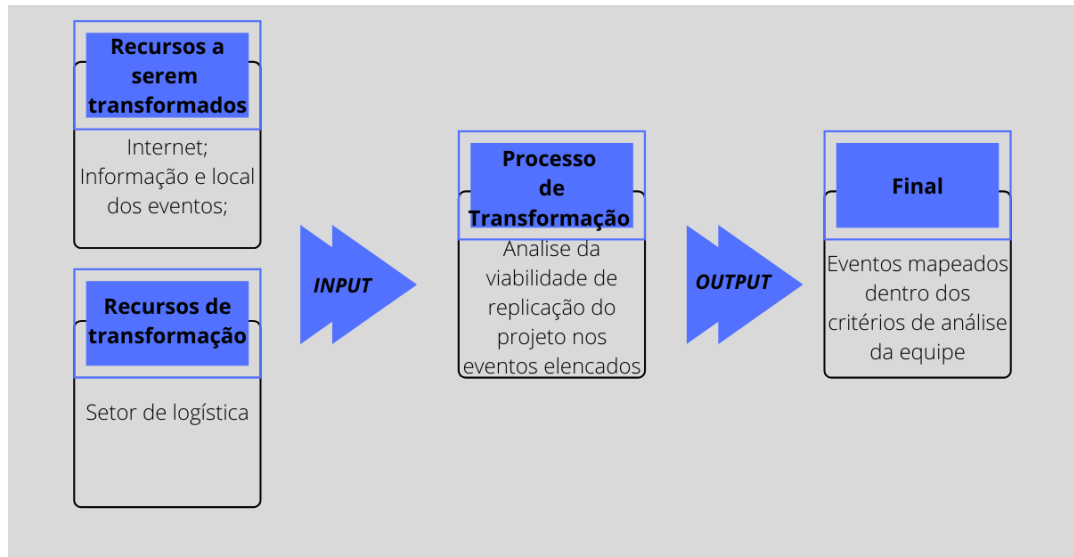 Recursos a
serem
transformados
Internet;
Informação e local
dos eventos;
Recursos de
transformação
Setor de logística
INPUT
Processo
de
Transformação
Analise da
viabilidade de
replicação do
projeto nos
eventos elencados
OUTPUT
Final
Eventos mapeados
dentro dos
critérios de análise
da equipe